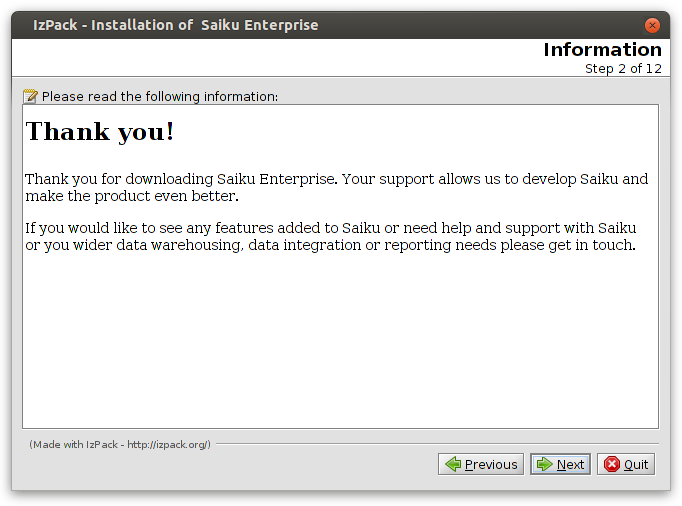 IzPack - Installation of  Saiku Enterprise
Information
Step 2 of 12
Please read the following information:
Thank you!
Thank you for downloading Saiku Enterprise. Your support allows us to develop Saiku and
make the product even better.
If you would like to see any features added to Saiku or need help and support with Saiku
or you wider data warehousing, data integration or reporting needs please get in touch.
(Made with IzPack - http://izpack.org/)
Previous
Next
Quit